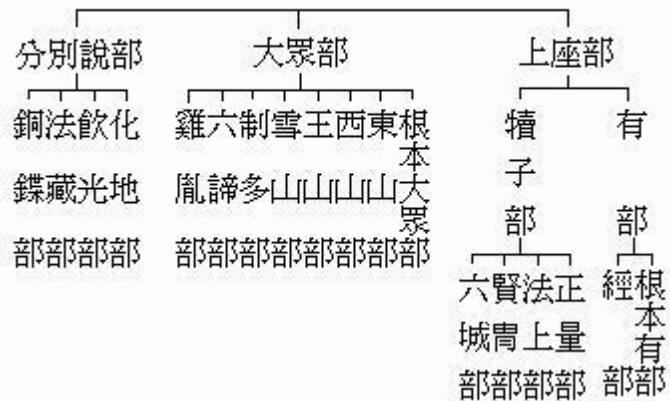 分別說部
大眾部
上座部
銅鍱部
法藏部
飲光部
化地部
雞胤部
六諦部
制多部
雪山部
王山部
西山部
東山部
根本大眾部
犢子部
有部
六城部
賢冑部
法上部
正量部
經部
根本有部